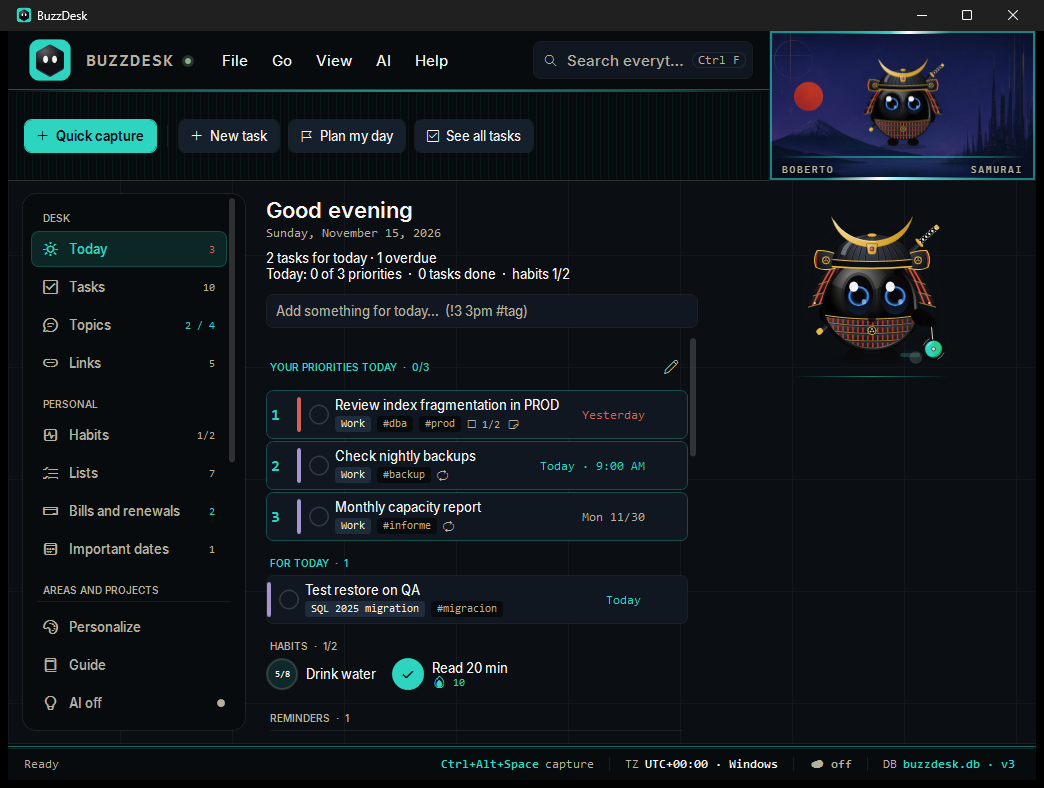 BuzzDesk
BUZZDESK File Go View AI Help
Search everyt... Ctrl F
+ Quick capture + New task Plan my day See all tasks
BOBERTO SAMURAI
DESK
Today 3
Tasks 10
Topics 2 / 4
Links 5
PERSONAL
Habits 1/2
Lists 7
Bills and renewals 2
Important dates 1
AREAS AND PROJECTS
Personalize
Guide
AI off
Good evening
Sunday, November 15, 2026
2 tasks for today · 1 overdue
Today: 0 of 3 priorities · 0 tasks done · habits 1/2
Add something for today... (!3 3pm #tag)
YOUR PRIORITIES TODAY · 0/3
1 Review index fragmentation in PROD Yesterday
Work #dba #prod 1/2
2 Check nightly backups Today · 9:00 AM
Work #backup
3 Monthly capacity report Mon 11/30
Work #informe
FOR TODAY · 1
Test restore on QA Today
SQL 2025 migration #migracion
HABITS · 1/2
5/8 Drink water Read 20 min
10
REMINDERS · 1
Ready Ctrl+Alt+Space capture TZ UTC+00:00 · Windows off DB buzzdesk.db · v3